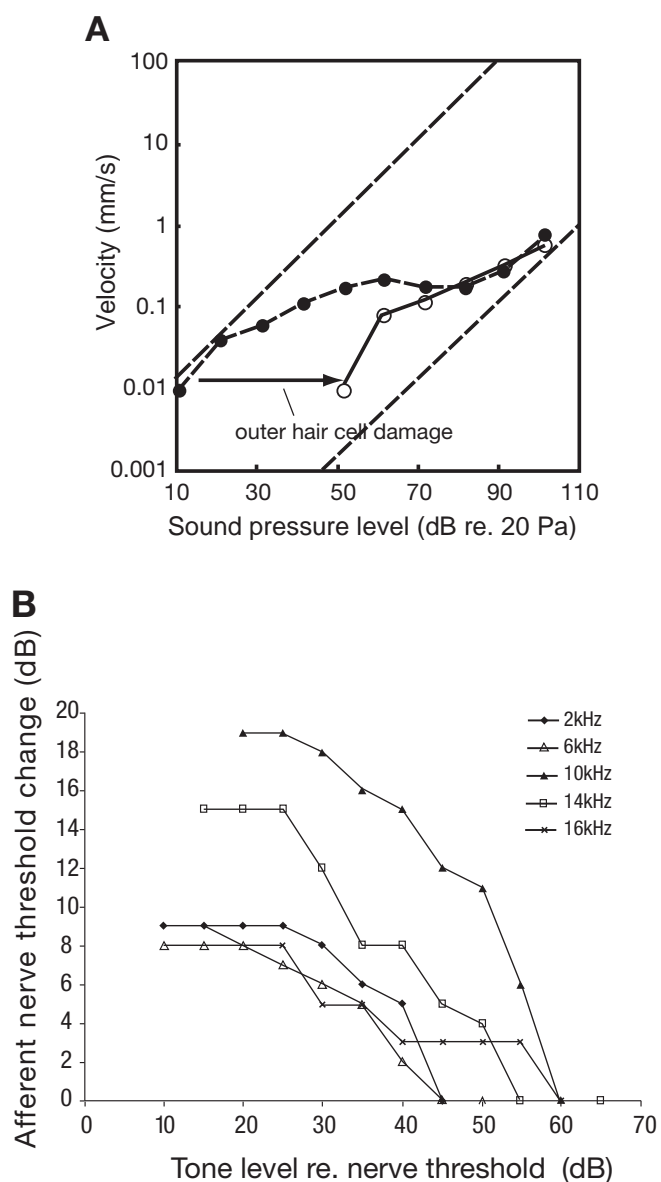 A
100
10
1
0.1
0.01
0.001
Velocity (mm/s)
outer hair cell damage
10 30 50 70 90 110
Sound pressure level (dB re. 20 Pa)
B
Afferent nerve threshold change (dB)
20
18
16
14
12
10
8
6
4
2
0
2kHz
6kHz
10kHz
14kHz
16kHz
0 10 20 30 40 50 60 70
Tone level re. nerve threshold (dB)